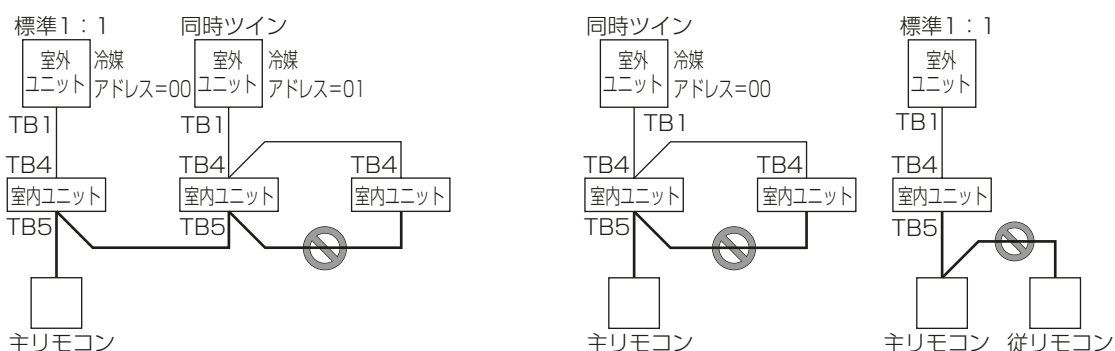 標準1：1
同時ツイン
室外
ユニット
冷媒
アドレス=00
室外
ユニット
冷媒
アドレス=01
TB1
TB1
TB4
TB4
TB4
室内ユニット
室内ユニット
室内ユニット
TB5
TB5
主リモコン
同時ツイン
室外
ユニット
冷媒
アドレス=00
TB1
TB4
TB4
室内ユニット
室内ユニット
TB5
主リモコン
標準1：1
室外
ユニット
TB1
TB4
室内ユニット
TB5
主リモコン
従リモコン